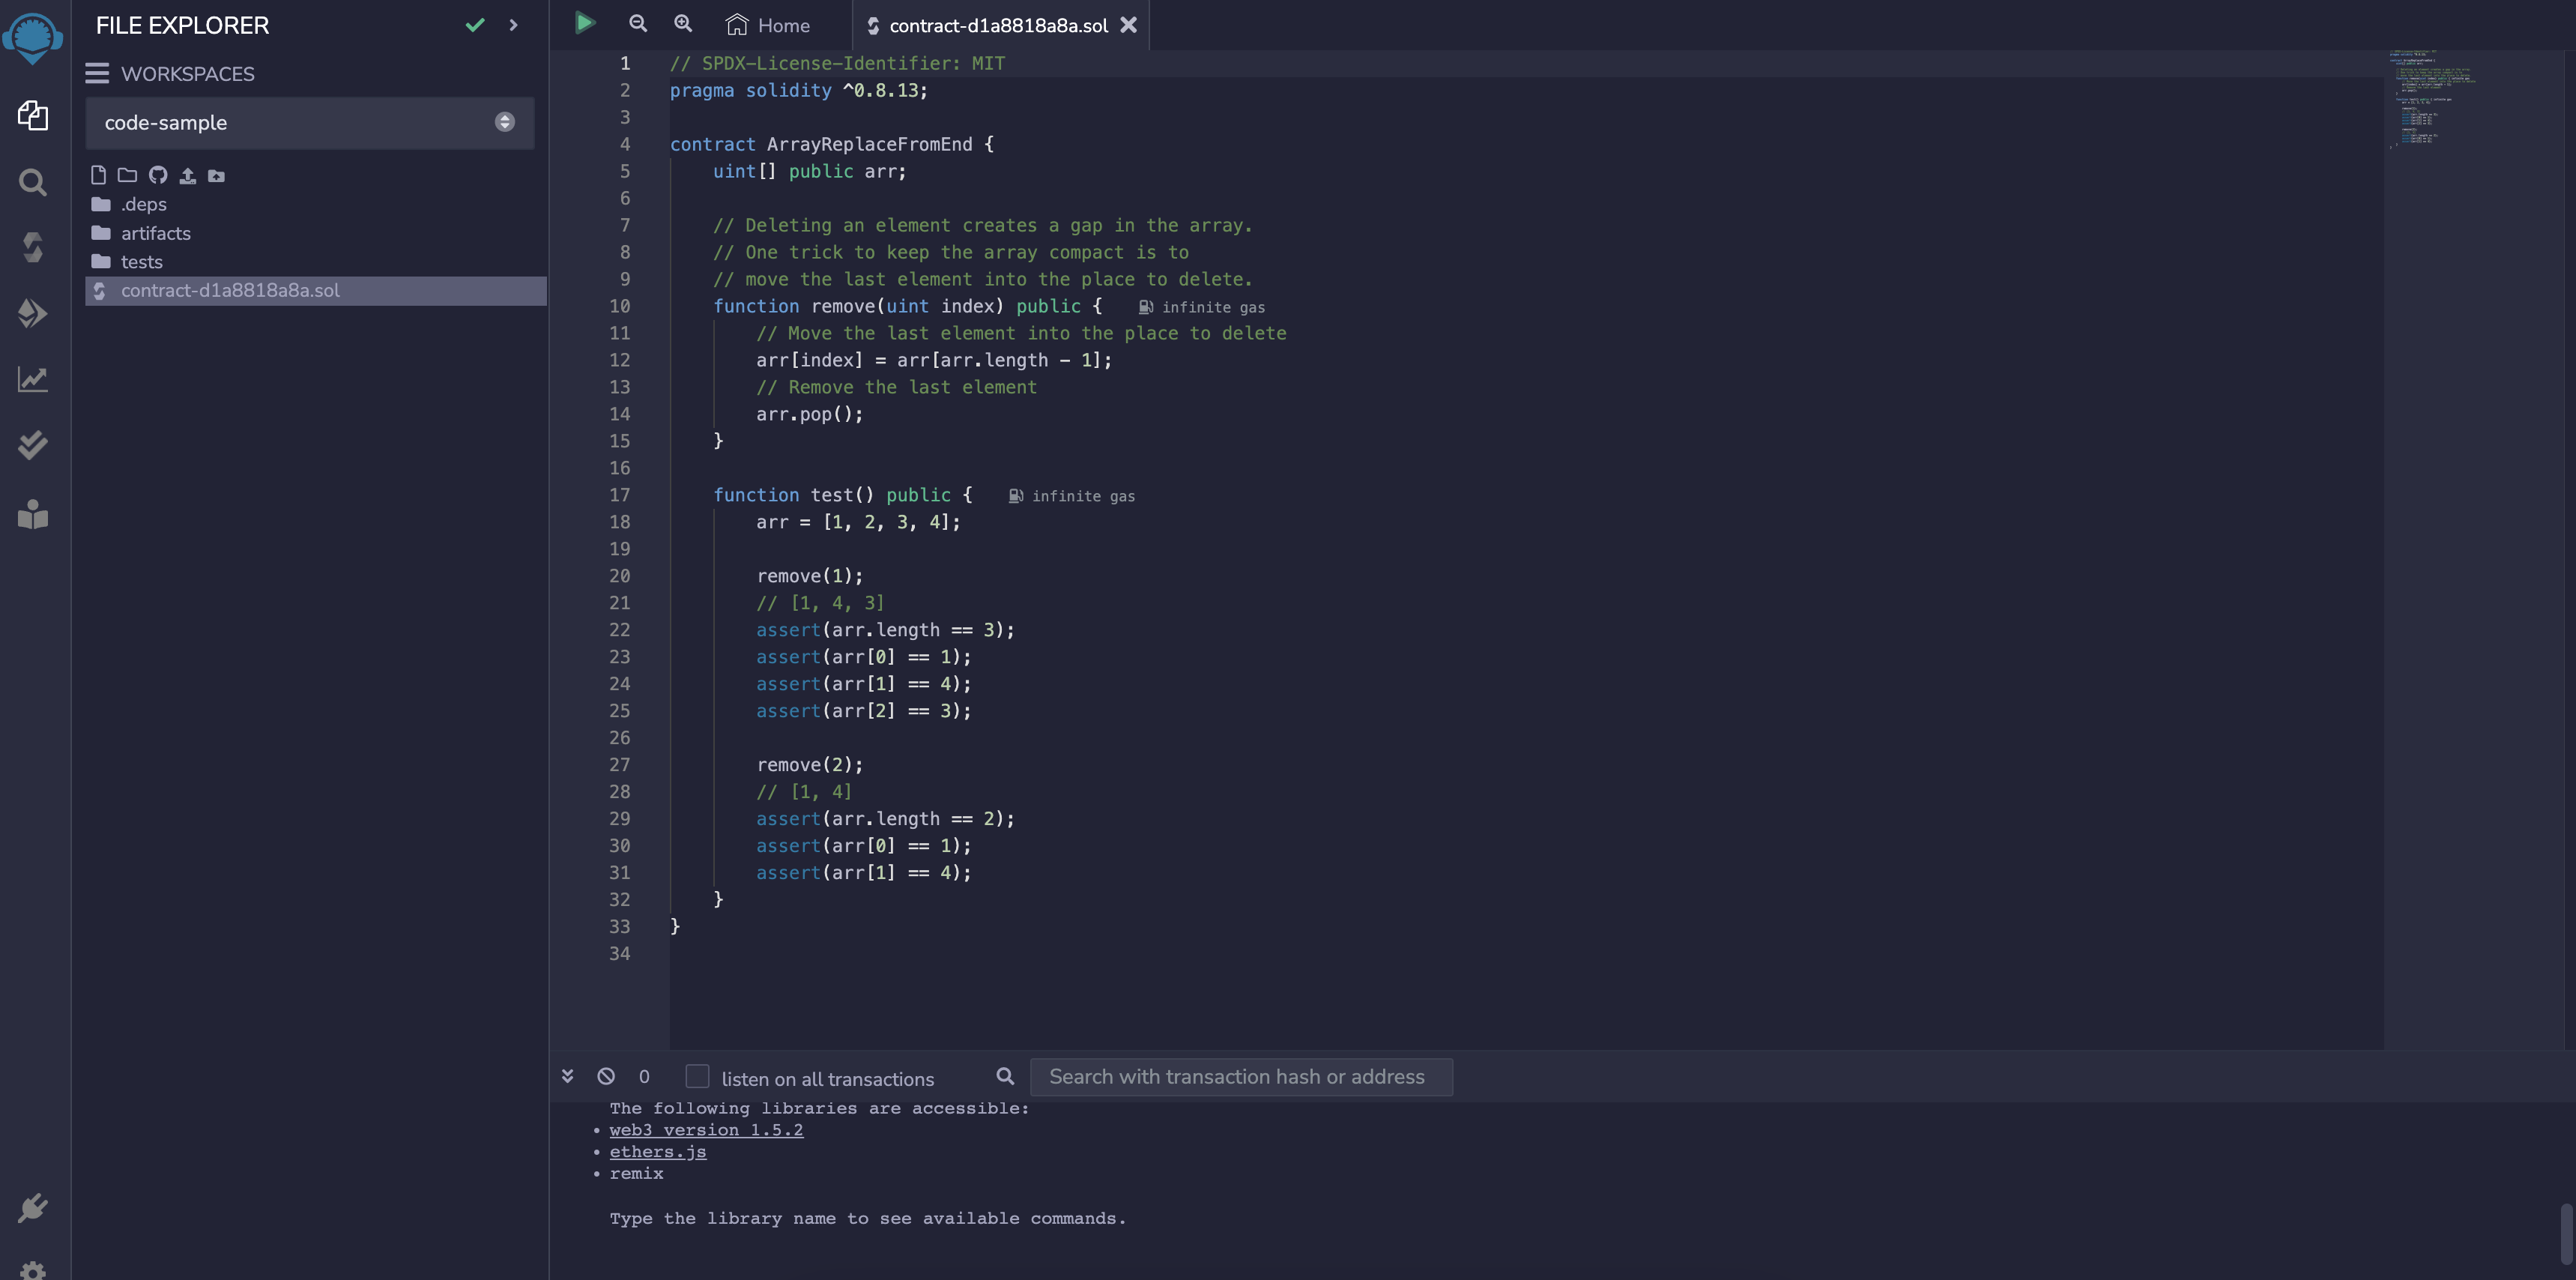 FILE EXPLORER
WORKSPACES
code-sample
.deps
artifacts
tests
contract-d1a8818a8a.sol
Home
contract-d1a8818a8a.sol
1 // SPDX-License-Identifier: MIT
2 pragma solidity ^0.8.13;
3
4 contract ArrayReplaceFromEnd {
5     uint[] public arr;
6
7     // Deleting an element creates a gap in the array.
8     // One trick to keep the array compact is to
9     // move the last element into the place to delete.
10     function remove(uint index) public { infinite gas
11         // Move the last element into the place to delete
12         arr[index] = arr[arr.length - 1];
13         // Remove the last element
14         arr.pop();
15     }
16
17     function test() public { infinite gas
18         arr = [1, 2, 3, 4];
19
20         remove(1);
21         // [1, 4, 3]
22         assert(arr.length == 3);
23         assert(arr[0] == 1);
24         assert(arr[1] == 4);
25         assert(arr[2] == 3);
26
27         remove(2);
28         // [1, 4]
29         assert(arr.length == 2);
30         assert(arr[0] == 1);
31         assert(arr[1] == 4);
32     }
33 }
34
0 listen on all transactions Search with transaction hash or address
The following libraries are accessible:
• web3 version 1.5.2
• ethers.js
• remix
Type the library name to see available commands.